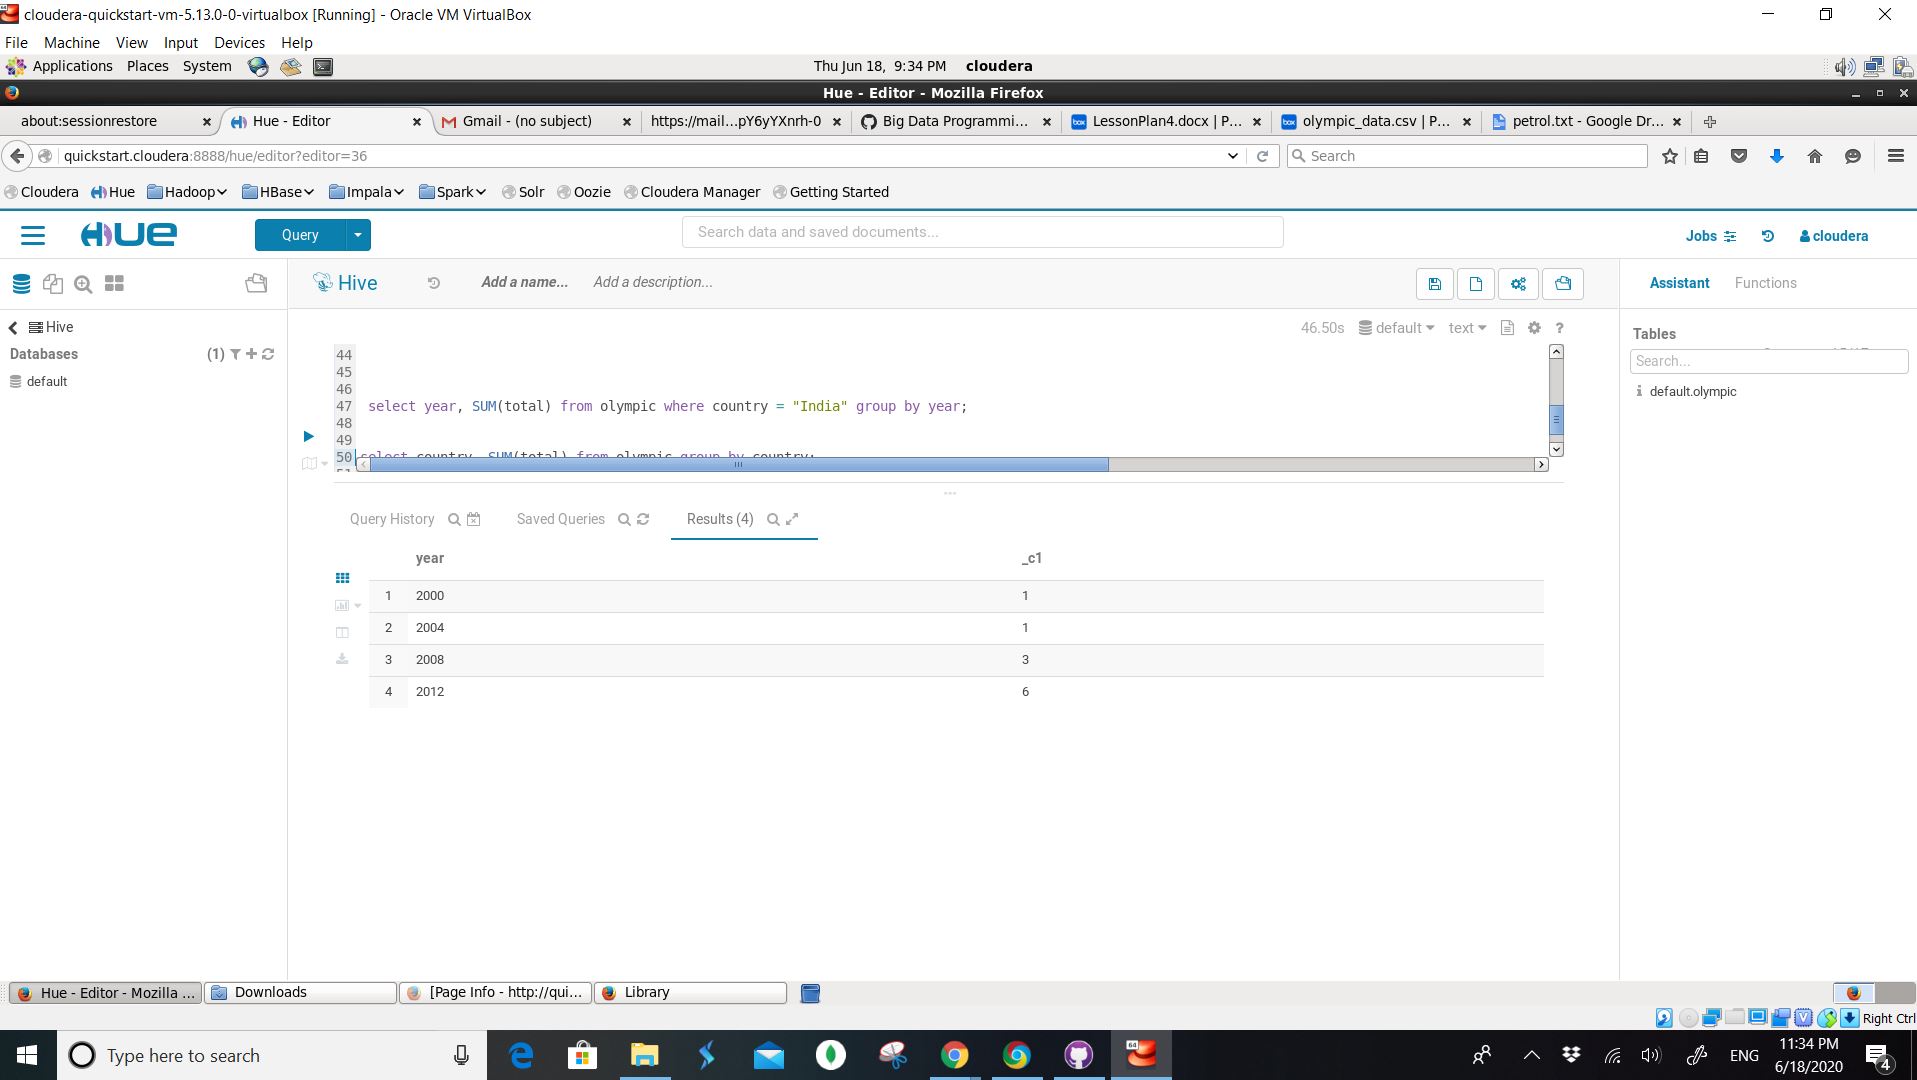 cloudera-quickstart-vm-5.13.0-0-virtualbox [Running] - Oracle VM VirtualBox
File Machine View Input Devices Help
Applications Places System Thu Jun 18, 9:34 PM cloudera
Hue - Editor - Mozilla Firefox
about:sessionrestore Hue - Editor Gmail - (no subject) https://mail...pY6yYXnrh-0 Big Data Programmi... LessonPlan4.docx | P... olympic_data.csv | P... petrol.txt - Google Dr...
quickstart.cloudera:8888/hue/editor?editor=36 Search
Cloudera Hue Hadoop HBase Impala Spark Solr Oozie Cloudera Manager Getting Started
HUE Query Search data and saved documents... Jobs cloudera
Hive Add a name... Add a description... Assistant Functions
Hive 46.50s default text ?
Databases (1) Tables
Search...
default default.olympic
44
45
46
47 select year, SUM(total) from olympic where country = "India" group by year;
48
49
50 select country, SUM(total) from olympic group by country;
51
Query History Saved Queries Results (4)
year _c1
1 2000 1
2 2004 1
3 2008 3
4 2012 6
Hue - Editor - Mozilla ... Downloads [Page Info - http://qui... Library
Right Ctrl
Type here to search 64 ENG 11:34 PM
6/18/2020 4